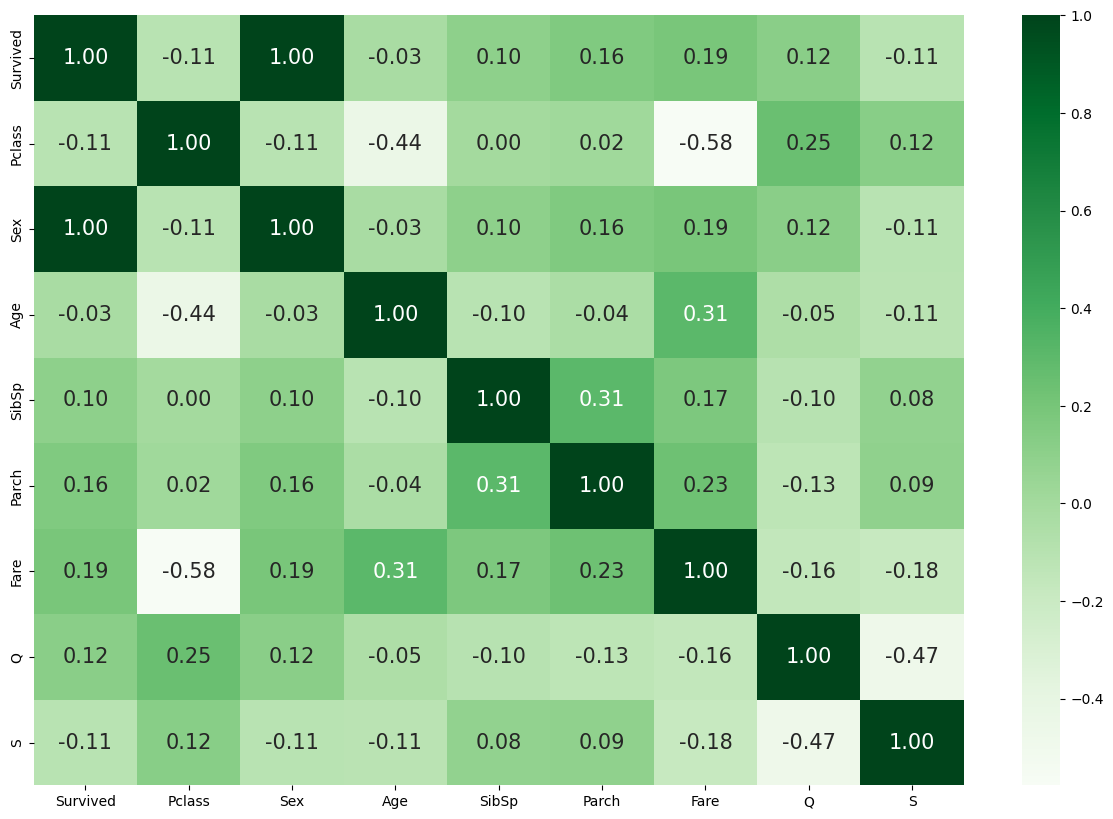 Survived 1.00 -0.11 1.00 -0.03 0.10 0.16 0.19 0.12 -0.11
Pclass -0.11 1.00 -0.11 -0.44 0.00 0.02 -0.58 0.25 0.12
Sex 1.00 -0.11 1.00 -0.03 0.10 0.16 0.19 0.12 -0.11
Age -0.03 -0.44 -0.03 1.00 -0.10 -0.04 0.31 -0.05 -0.11
SibSp 0.10 0.00 0.10 -0.10 1.00 0.31 0.17 -0.10 0.08
Parch 0.16 0.02 0.16 -0.04 0.31 1.00 0.23 -0.13 0.09
Fare 0.19 -0.58 0.19 0.31 0.17 0.23 1.00 -0.16 -0.18
Q 0.12 0.25 0.12 -0.05 -0.10 -0.13 -0.16 1.00 -0.47
S -0.11 0.12 -0.11 -0.11 0.08 0.09 -0.18 -0.47 1.00
Survived Pclass Sex Age SibSp Parch Fare Q S
1.0
0.8
0.6
0.4
0.2
0.0
−0.2
−0.4